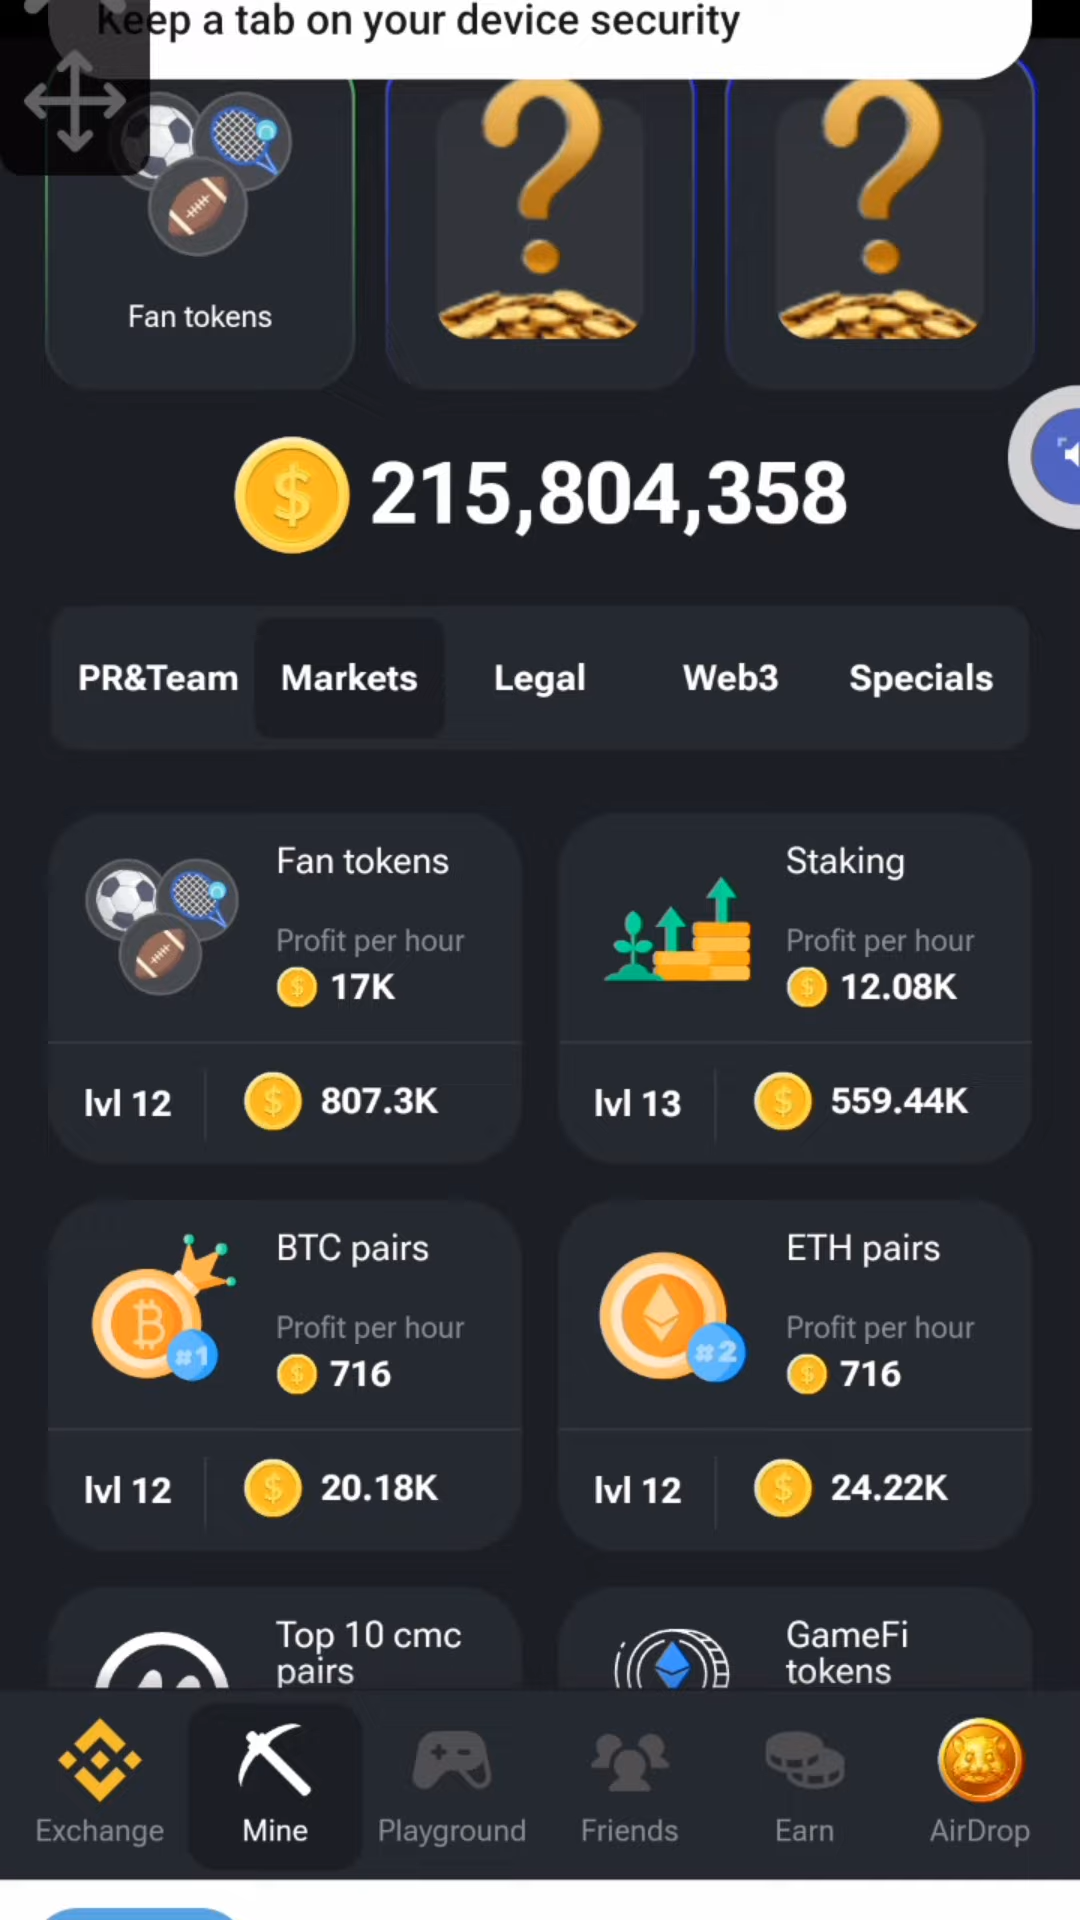 Keep a tab on your device security
Fan tokens
215,804,358
PR&Team Markets Legal Web3 Specials
Fan tokens
Profit per hour
17K
lvl 12 807.3K
Staking
Profit per hour
12.08K
lvl 13 559.44K
BTC pairs
#1
Profit per hour
716
lvl 12 20.18K
ETH pairs
#2
Profit per hour
716
lvl 12 24.22K
Top 10 cmc
pairs
GameFi
tokens
Exchange Mine Playground Friends Earn AirDrop